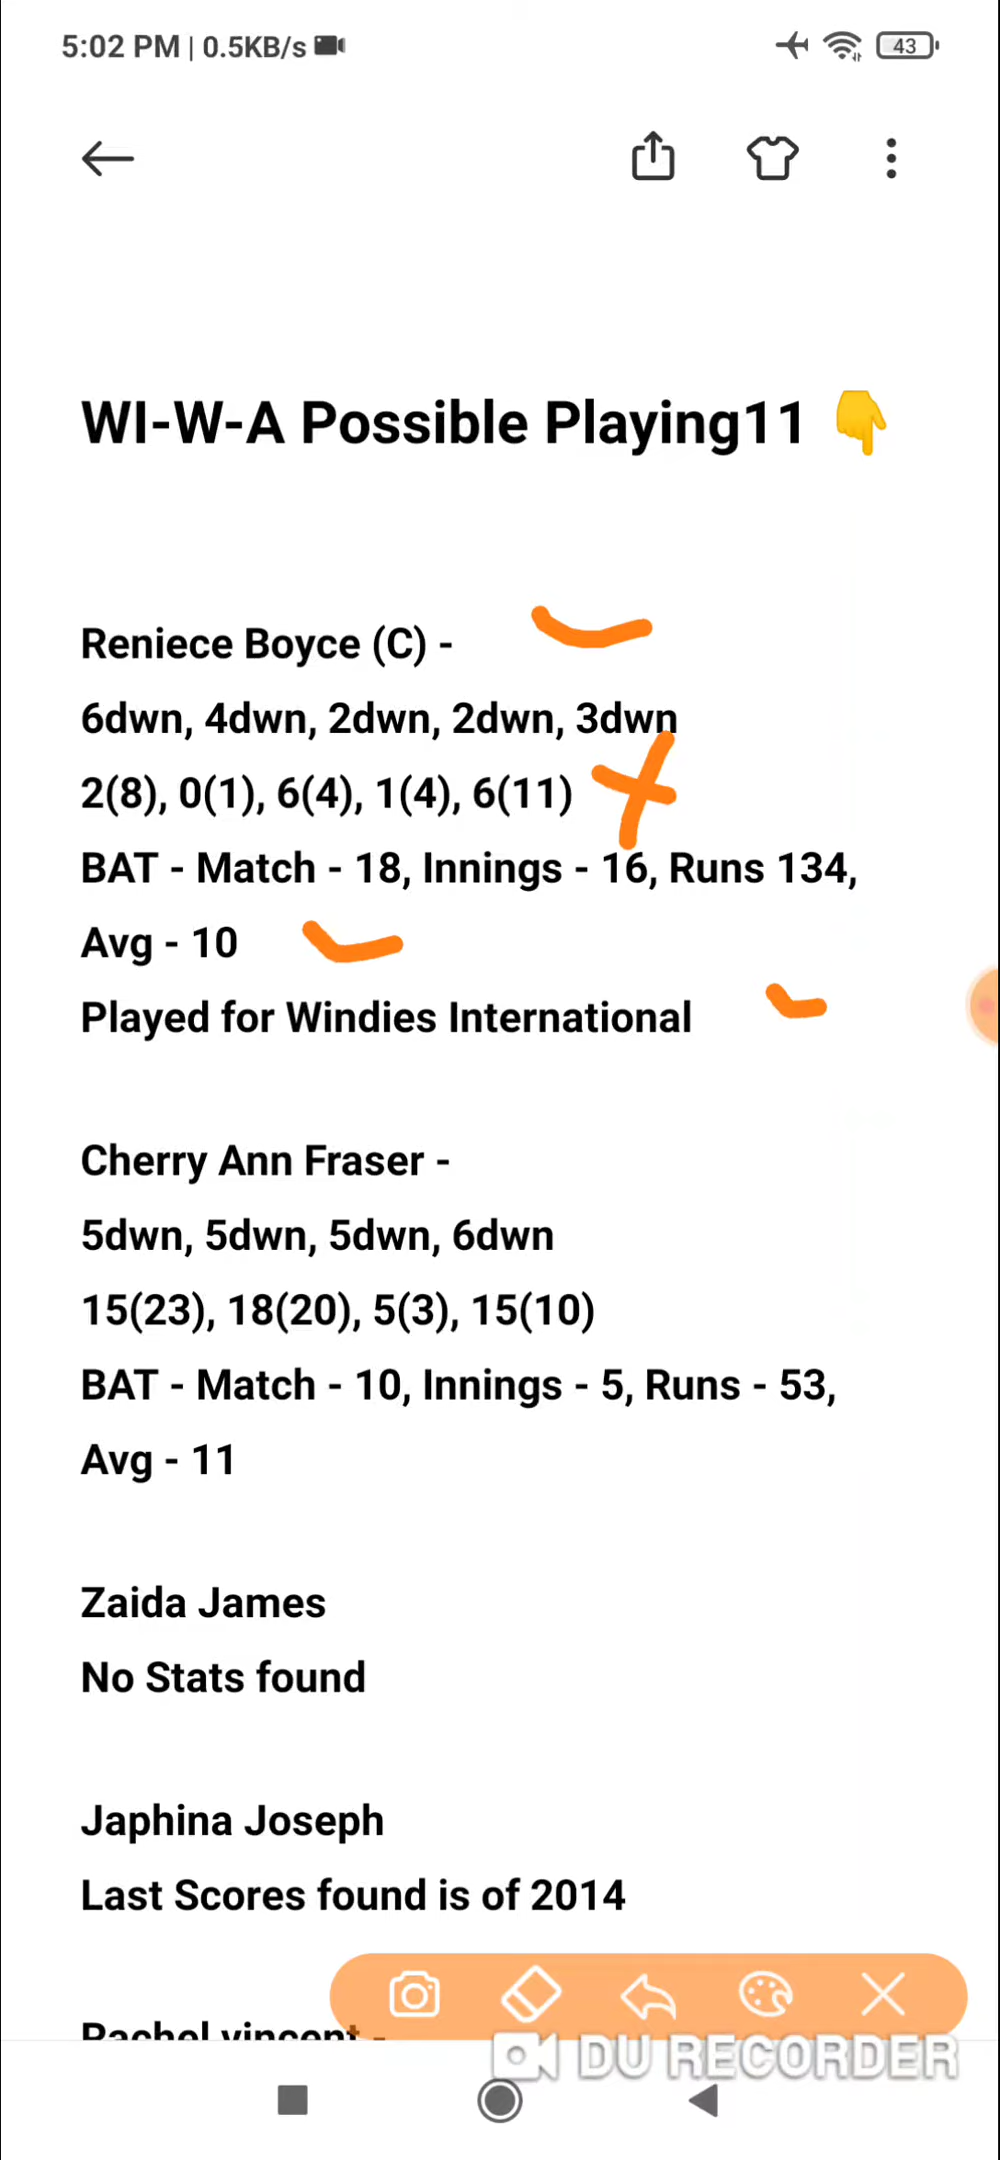 5:02 PM | 0.5KB/s
43
WI-W-A Possible Playing11 👇
Reniece Boyce (C) -
6dwn, 4dwn, 2dwn, 2dwn, 3dwn
2(8), 0(1), 6(4), 1(4), 6(11)
BAT - Match - 18, Innings - 16, Runs 134,
Avg - 10
Played for Windies International
Cherry Ann Fraser -
5dwn, 5dwn, 5dwn, 6dwn
15(23), 18(20), 5(3), 15(10)
BAT - Match - 10, Innings - 5, Runs - 53,
Avg - 11
Zaida James
No Stats found
Japhina Joseph
Last Scores found is of 2014
Rachel vincent -
DU RECORDER